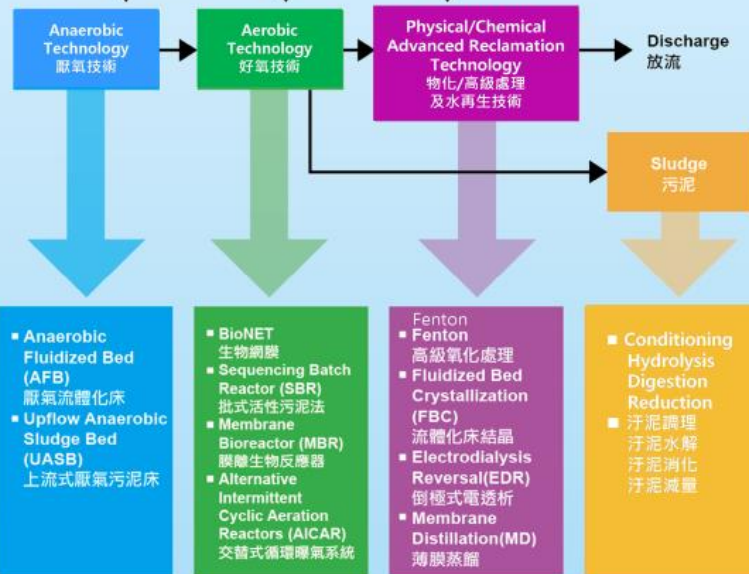 Anaerobic
Technology
厭氧技術
Aerobic
Technology
好氧技術
Physical/Chemical
Advanced Reclamation
Technology
物化/高級處理
及水再生技術
Discharge
放流
Sludge
污泥
▪ Anaerobic
Fluidized Bed
(AFB)
厭氧流體化床
▪ Upflow Anaerobic
Sludge Bed
(UASB)
上流式厭氧污泥床
▪ BioNET
生物網膜
▪ Sequencing Batch
Reactor (SBR)
批式活性污泥法
▪ Membrane
Bioreactor (MBR)
膜離生物反應器
▪ Alternative
Intermittent
Cyclic Aeration
Reactors (AICAR)
交替式循環曝氣系統
Fenton
▪ Fenton
高級氧化處理
▪ Fluidized Bed
Crystallization
(FBC)
流體化床結晶
▪ Electrodialysis
Reversal(EDR)
倒極式電透析
▪ Membrane
Distillation(MD)
薄膜蒸餾
▪ Conditioning
Hydrolysis
Digestion
Reduction
▪ 汙泥調理
汙泥水解
汙泥消化
汙泥減量